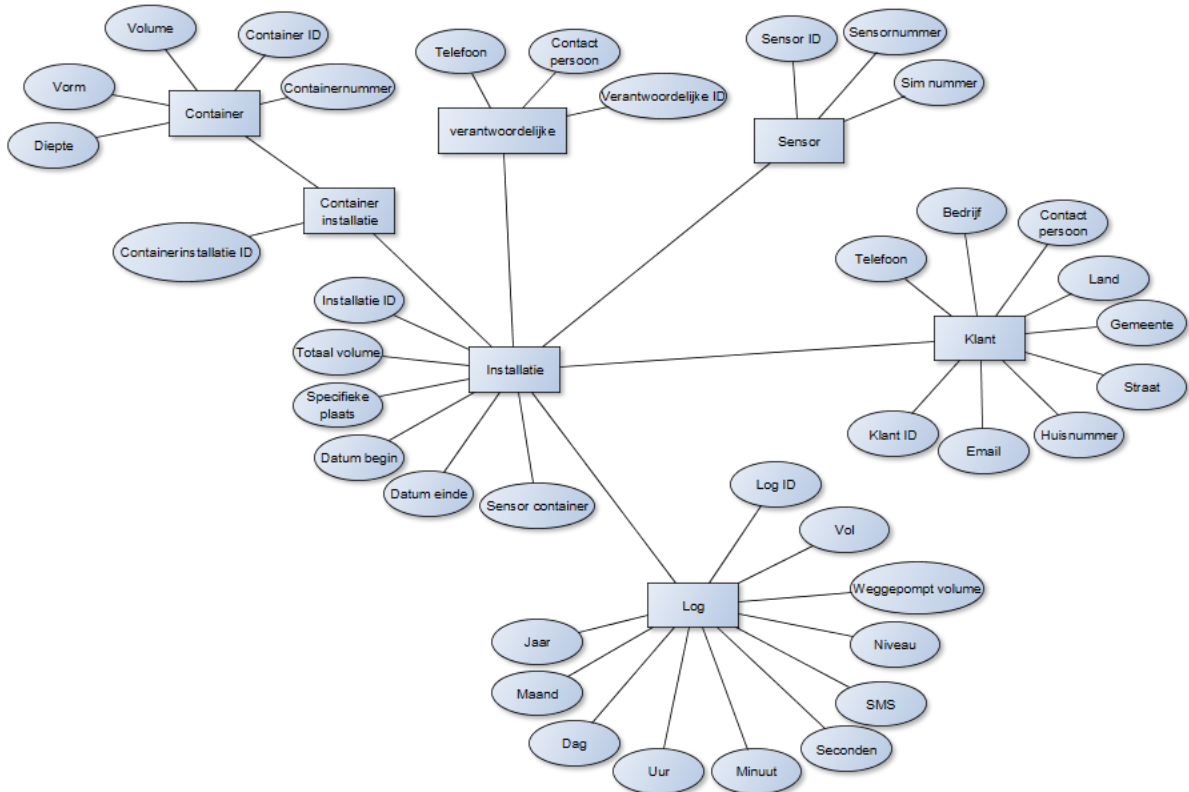 Volume
Container ID
Vorm
Containernummer
Container
Diepte
Container
installatie
Containerinstallatie ID
Telefoon
Contact
persoon
Verantwoordelijke ID
verantwoordelijke
Sensor ID
Sensornummer
Sim nummer
Sensor
Bedrijf
Contact
persoon
Telefoon
Land
Gemeente
Klant
Straat
Klant ID
Email
Huisnummer
Installatie ID
Totaal volume
Installatie
Specifieke
plaats
Datum begin
Datum einde
Sensor container
Log ID
Vol
Weggepompt volume
Log
Niveau
Jaar
Maand
SMS
Dag
Seconden
Uur
Minuut